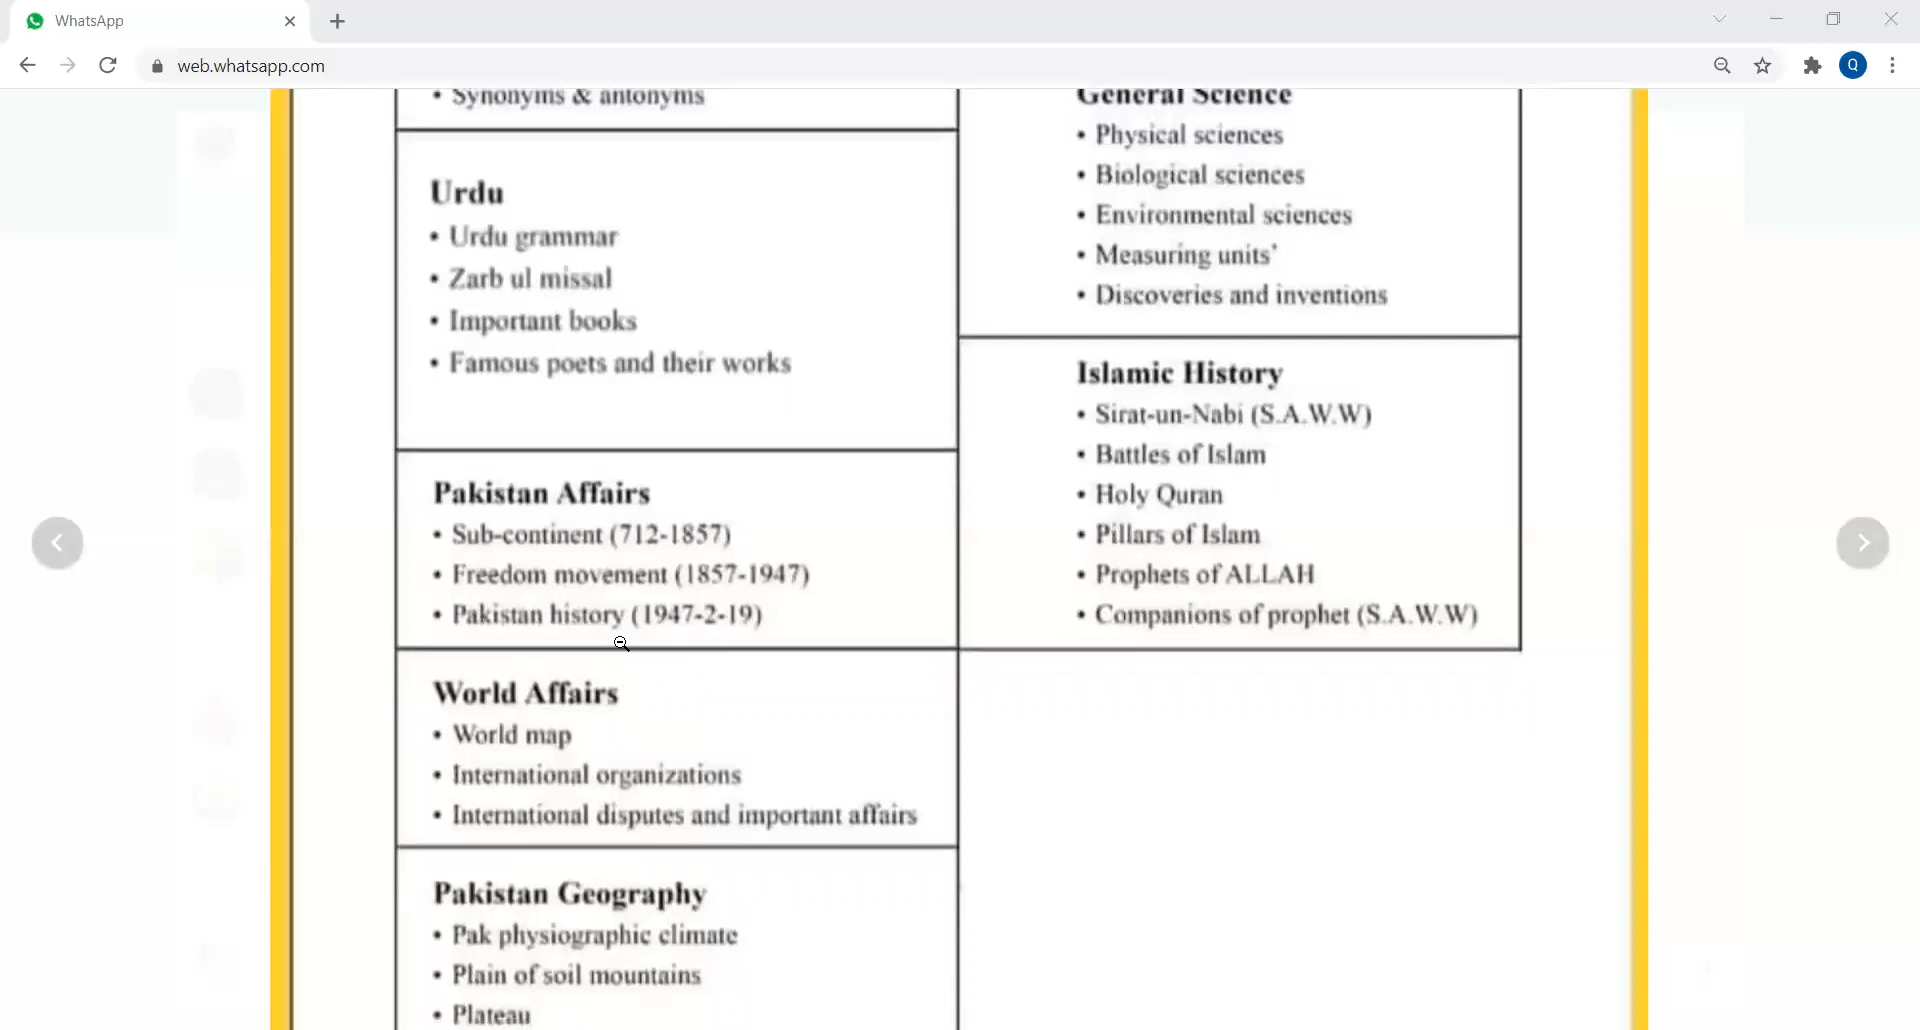 WhatsApp
web.whatsapp.com
Q
• Synonyms & antonyms
Urdu
• Urdu grammar
• Zarb ul missal
• Important books
• Famous poets and their works
Pakistan Affairs
• Sub-continent (712-1857)
• Freedom movement (1857-1947)
• Pakistan history (1947-2-19)
World Affairs
• World map
• International organizations
• International disputes and important affairs
Pakistan Geography
• Pak physiographic climate
• Plain of soil mountains
• Plateau
General Science
• Physical sciences
• Biological sciences
• Environmental sciences
• Measuring units'
• Discoveries and inventions
Islamic History
• Sirat-un-Nabi (S.A.W.W)
• Battles of Islam
• Holy Quran
• Pillars of Islam
• Prophets of ALLAH
• Companions of prophet (S.A.W.W)